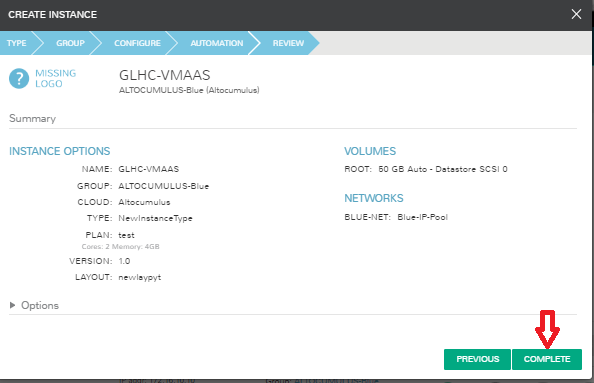 CREATE INSTANCE
TYPE GROUP CONFIGURE AUTOMATION REVIEW
? MISSING LOGO
GLHC-VMAAS
ALTOCUMULUS-Blue (Altocumulus)
Summary
INSTANCE OPTIONS
NAME: GLHC-VMAAS
GROUP: ALTOCUMULUS-Blue
CLOUD: Altocumulus
TYPE: NewInstanceType
PLAN: test
Cores: 2 Memory: 4GB
VERSION: 1.0
LAYOUT: newlaypyt
VOLUMES
ROOT: 50 GB Auto - Datastore SCSI 0
NETWORKS
BLUE-NET: Blue-IP-Pool
Options
PREVIOUS COMPLETE